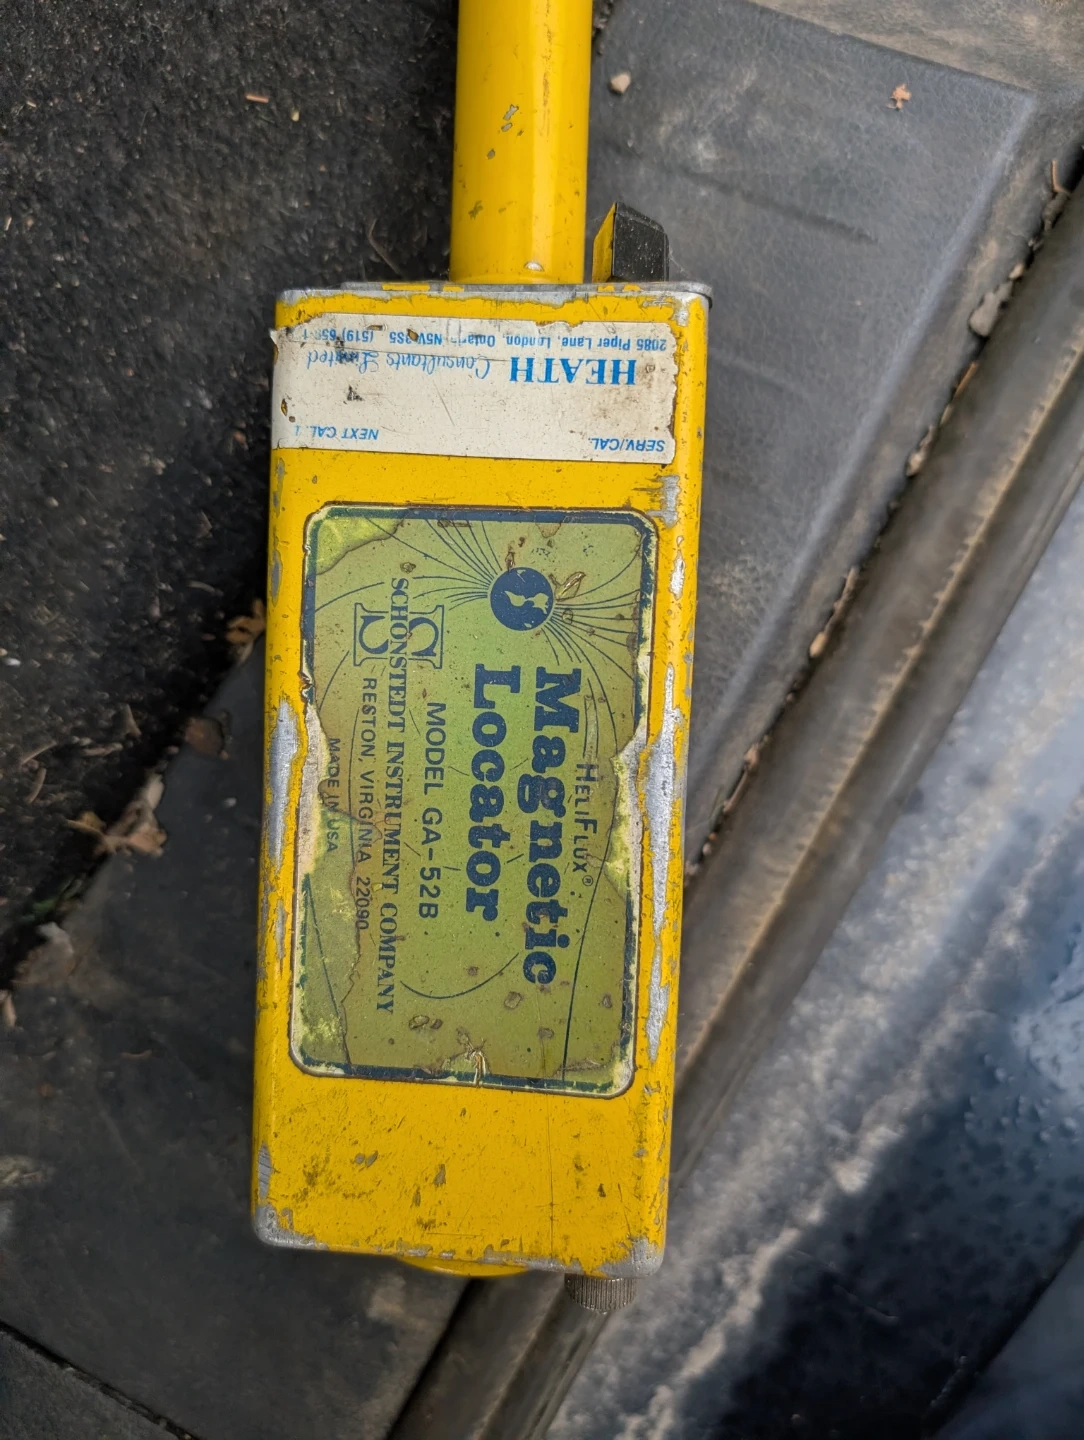 HEATH Consultants Limited
2085 Piper Lane, London, Ontario N5V 3S5 (519)
SERV/CAL. NEXT CAL.
HELIFLUX®
Magnetic
Locator
MODEL GA-52B
SCHONSTEDT INSTRUMENT COMPANY
RESTON, VIRGINIA 22090
MADE IN USA